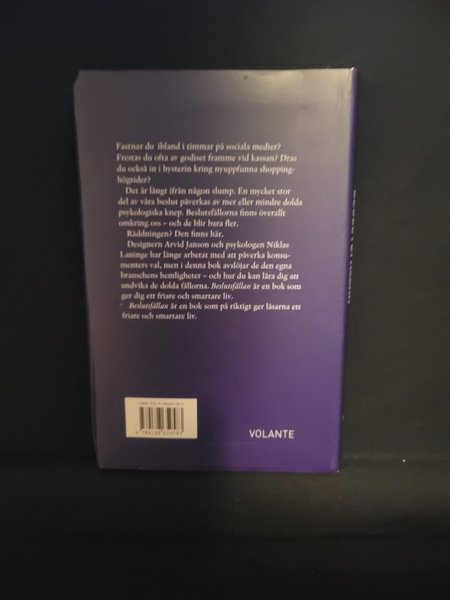 Fastnar du ibland i timmar på sociala medier?
Frestas du ofta av godiset framme vid kassan? Dras
du också in i hysterin kring nyuppfunna shopping-
högtider?
Det är långt ifrån någon slump. En mycket stor
del av våra beslut påverkas av mer eller mindre dolda
psykologiska knep. Beslutsfällorna finns överallt
omkring oss – och de blir bara fler.
Räddningen? Den finns här.
Designern Arvid Janson och psykologen Niklas
Laninge har länge arbetat med att påverka konsu-
menters val, men i denna bok avslöjar de den egna
branschens hemligheter – och hur du kan lära dig att
undvika de dolda fällorna. Beslutsfällan är en bok som
ger dig ett friare och smartare liv.
Beslutsfällan är en bok som på riktigt ger läsarna ett
friare och smartare liv.
ISBN
VOLANTE